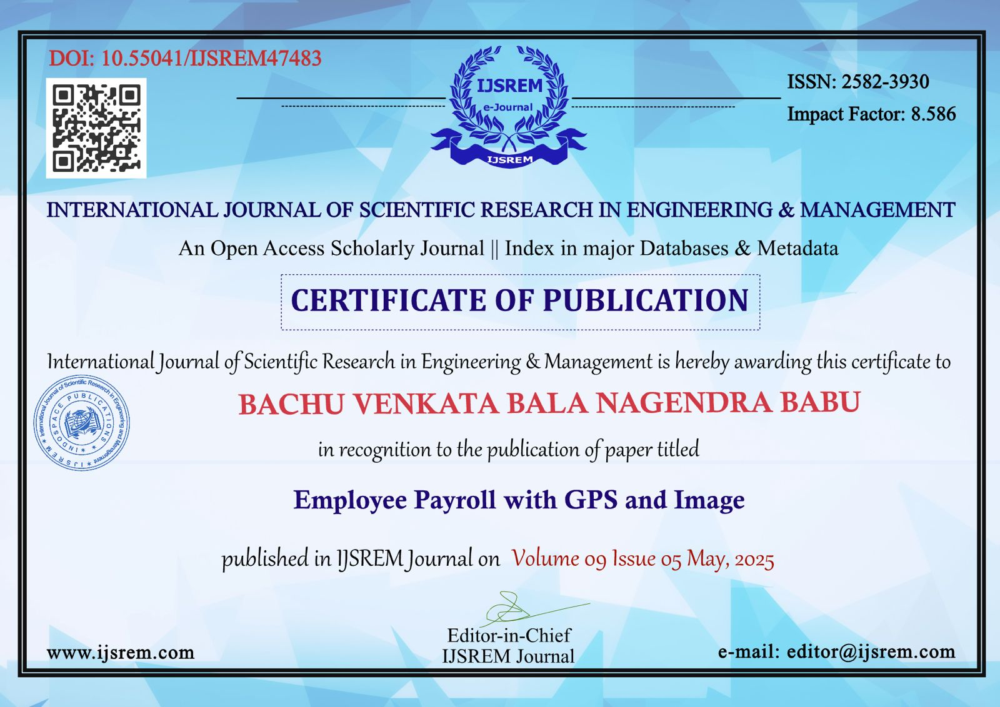 DOI: 10.55041/IJSREM47483
IJSREM
e-Journal
IJSREM
ISSN: 2582-3930
Impact Factor: 8.586
INTERNATIONAL JOURNAL OF SCIENTIFIC RESEARCH IN ENGINEERING & MANAGEMENT
An Open Access Scholarly Journal || Index in major Databases & Metadata
CERTIFICATE OF PUBLICATION
International Journal of Scientific Research in Engineering & Management is hereby awarding this certificate to
International Journal of Scientific Research in Engineering and Management
IJSREM
INDOSPACE PUBLICATIONS
BACHU VENKATA BALA NAGENDRA BABU
in recognition to the publication of paper titled
Employee Payroll with GPS and Image
published in IJSREM Journal on Volume 09 Issue 05 May, 2025
Editor-in-Chief
IJSREM Journal
www.ijsrem.com
e-mail: editor@ijsrem.com